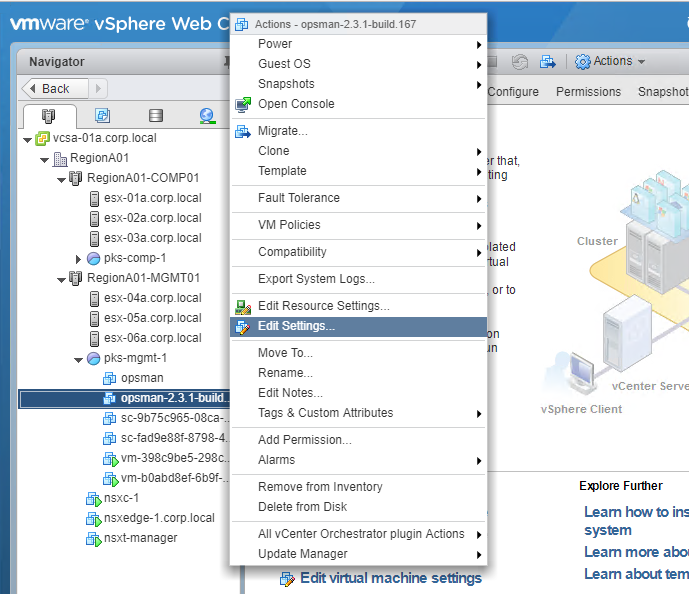 vmware® vSphere Web C
Navigator
Back
vcsa-01a.corp.local
RegionA01
RegionA01-COMP01
esx-01a.corp.local
esx-02a.corp.local
esx-03a.corp.local
pks-comp-1
RegionA01-MGMT01
esx-04a.corp.local
esx-05a.corp.local
esx-06a.corp.local
pks-mgmt-1
opsman
opsman-2.3.1-build...
sc-9b75c965-08ca-...
sc-fad9e88f-8798-4...
vm-398c9be5-298c...
vm-b0abd8ef-6b9f-...
nsxc-1
nsxedge-1.corp.local
nsxt-manager
Actions - opsman-2.3.1-build.167
Power
Guest OS
Snapshots
Open Console
Migrate...
Clone
Template
Fault Tolerance
VM Policies
Compatibility
Export System Logs...
Edit Resource Settings...
Edit Settings...
Move To...
Rename...
Edit Notes...
Tags & Custom Attributes
Add Permission...
Alarms
Remove from Inventory
Delete from Disk
All vCenter Orchestrator plugin Actions
Update Manager
Actions
Configure Permissions Snapshot
er that,
ting
lated
rtual
, or to
on
un
Cluster
vCenter Serve
vSphere Client
Explore Further
Learn how to ins
system
Learn more abou
Learn about tem
Edit virtual machine settings